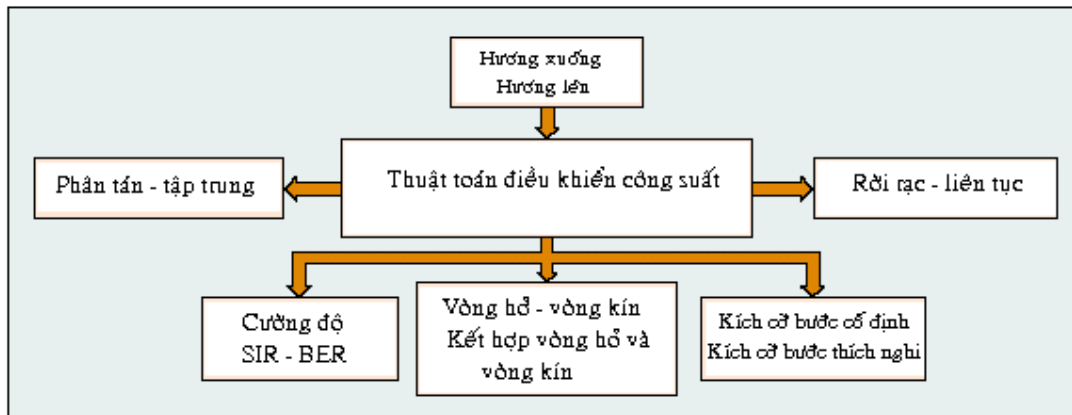 Hương xuống
Hương lên
Phân tán - tập trung
Thuật toán điều khiển công suất
Rời rạc - liên tục
Cường độ
SIR - BER
Vòng hở - vòng kín
Kết hợp vòng hở và
vòng kín
Kích cỡ bước cố định
Kích cỡ bước thích nghi